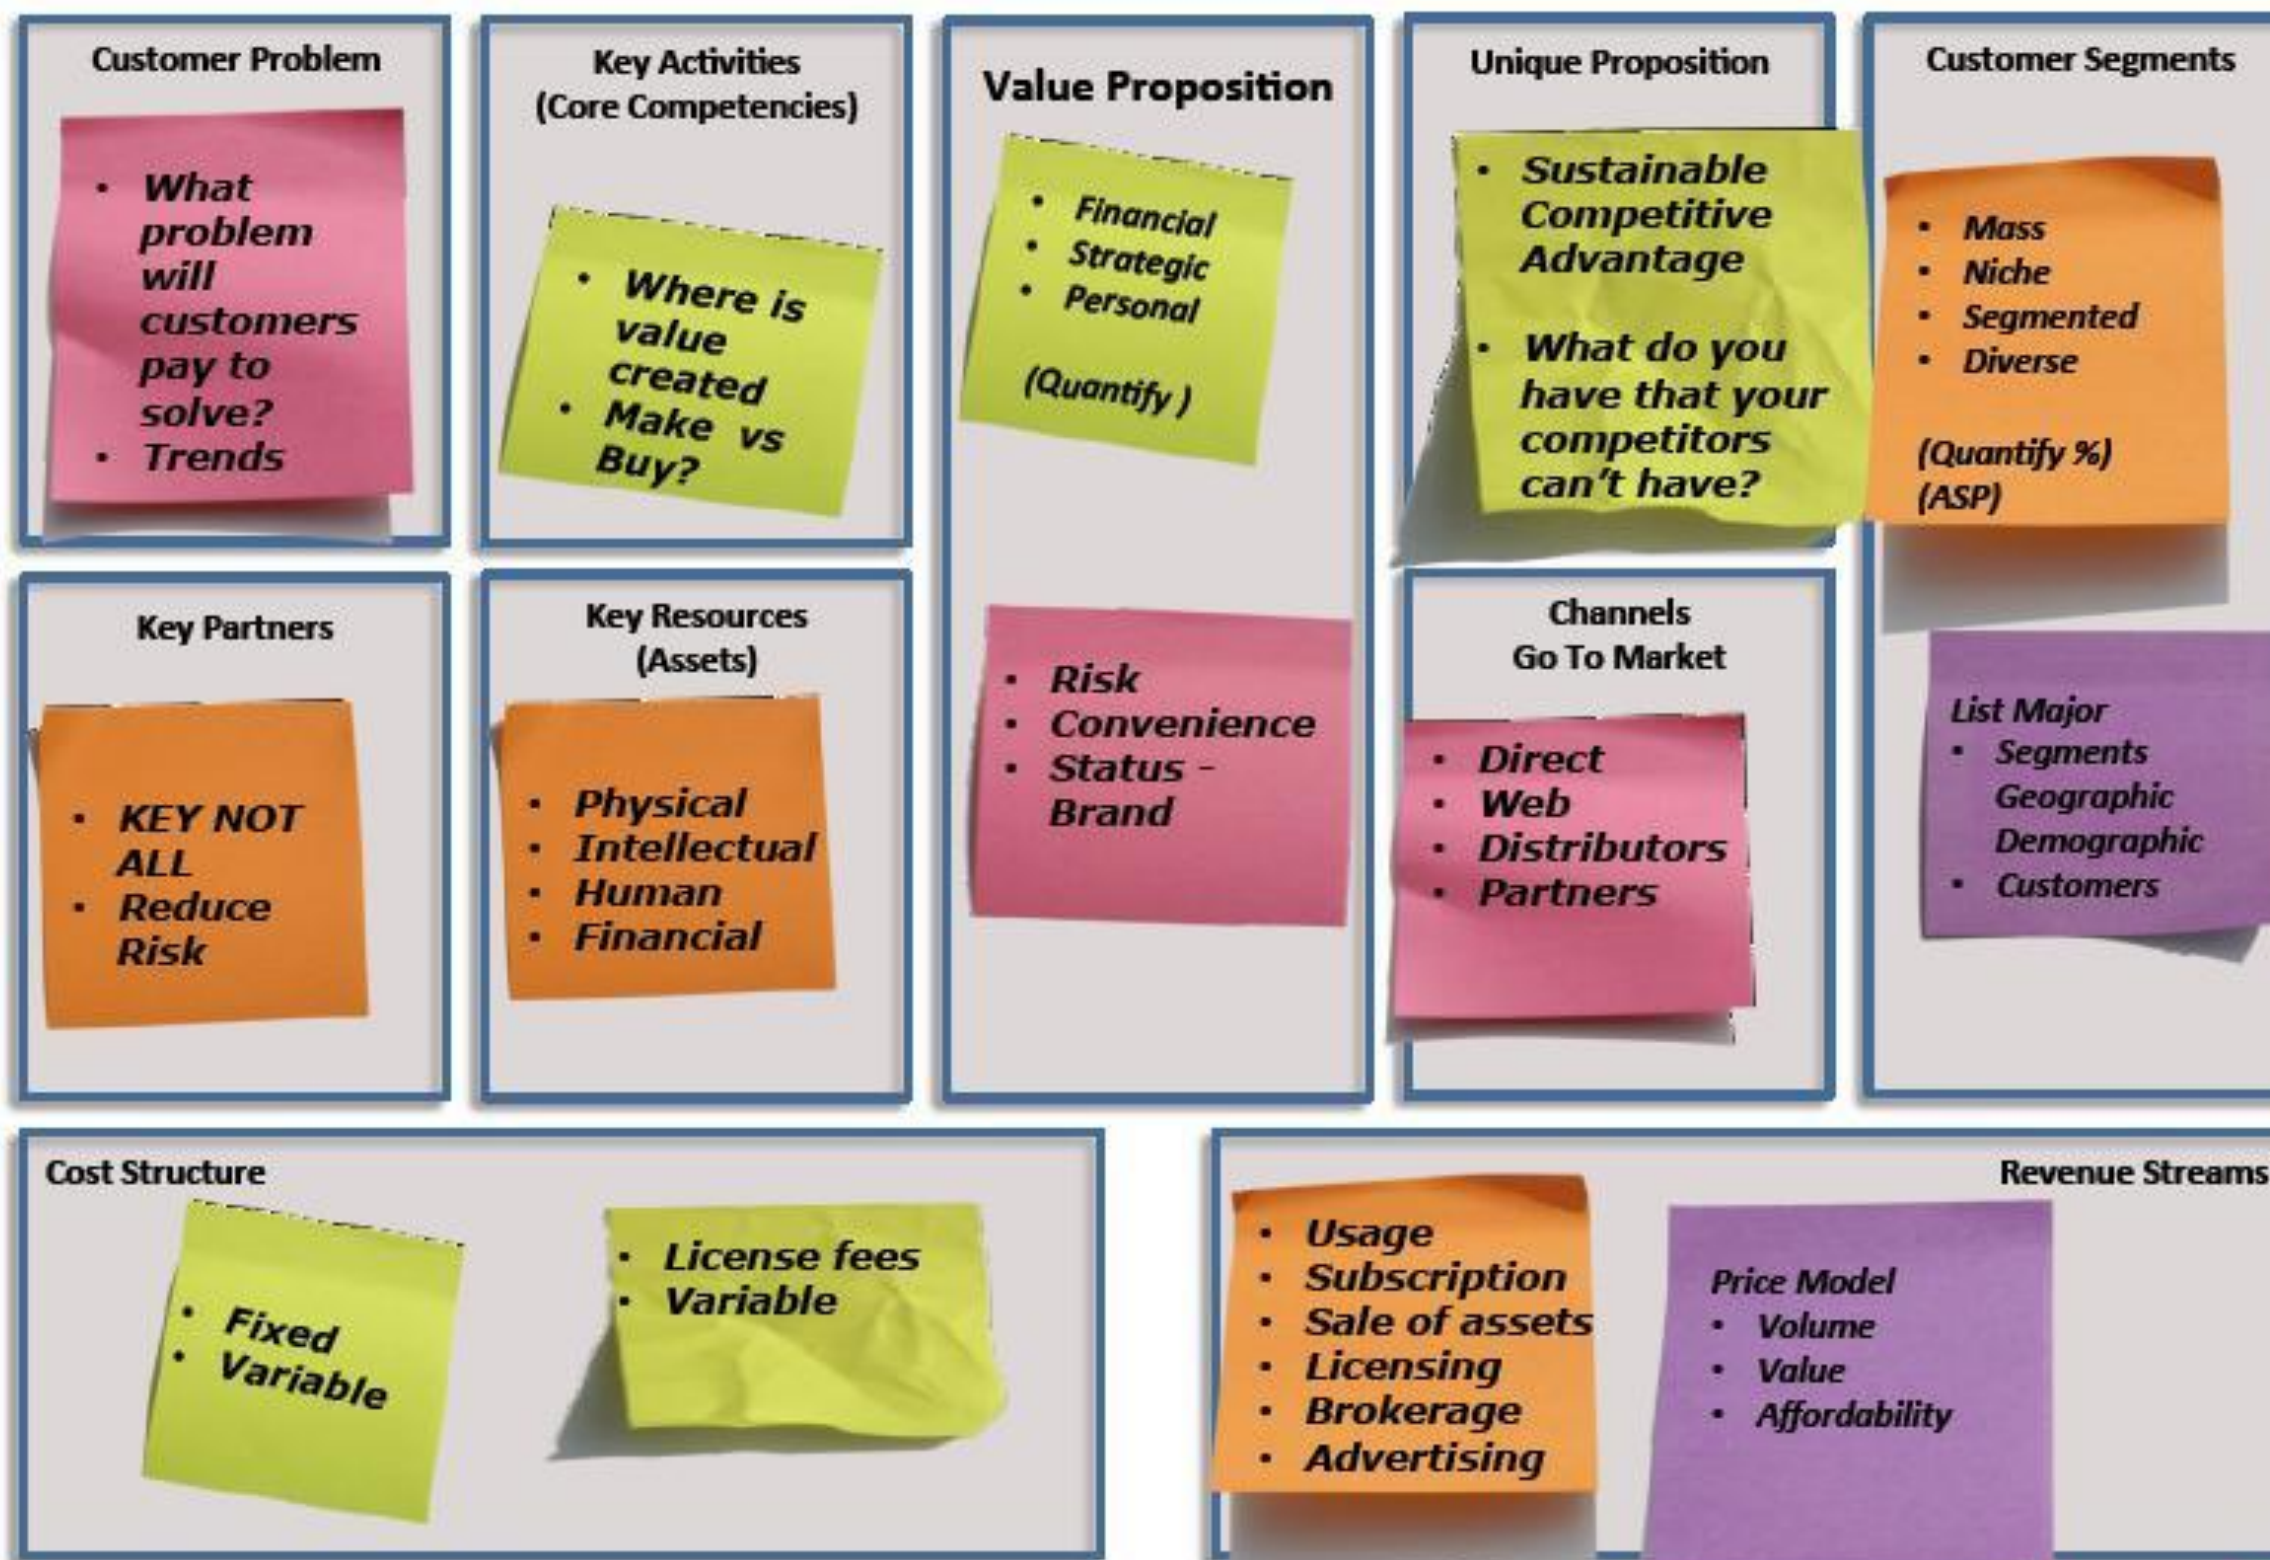 Customer Problem
• What
problem
will
customers
pay to
solve?
• Trends
Key Activities
(Core Competencies)
• Where is
value
created
• Make vs
Buy?
Value Proposition
• Financial
• Strategic
• Personal
(Quantify )
• Risk
• Convenience
• Status -
Brand
Unique Proposition
• Sustainable
Competitive
Advantage
• What do you
have that your
competitors
can't have?
Customer Segments
• Mass
• Niche
• Segmented
• Diverse
(Quantify %)
(ASP)
List Major
• Segments
Geographic
Demographic
• Customers
Key Partners
• KEY NOT
ALL
• Reduce
Risk
Key Resources
(Assets)
• Physical
• Intellectual
• Human
• Financial
Channels
Go To Market
• Direct
• Web
• Distributors
• Partners
Cost Structure
• Fixed
• Variable
• License fees
• Variable
Revenue Streams
• Usage
• Subscription
• Sale of assets
• Licensing
• Brokerage
• Advertising
Price Model
• Volume
• Value
• Affordability